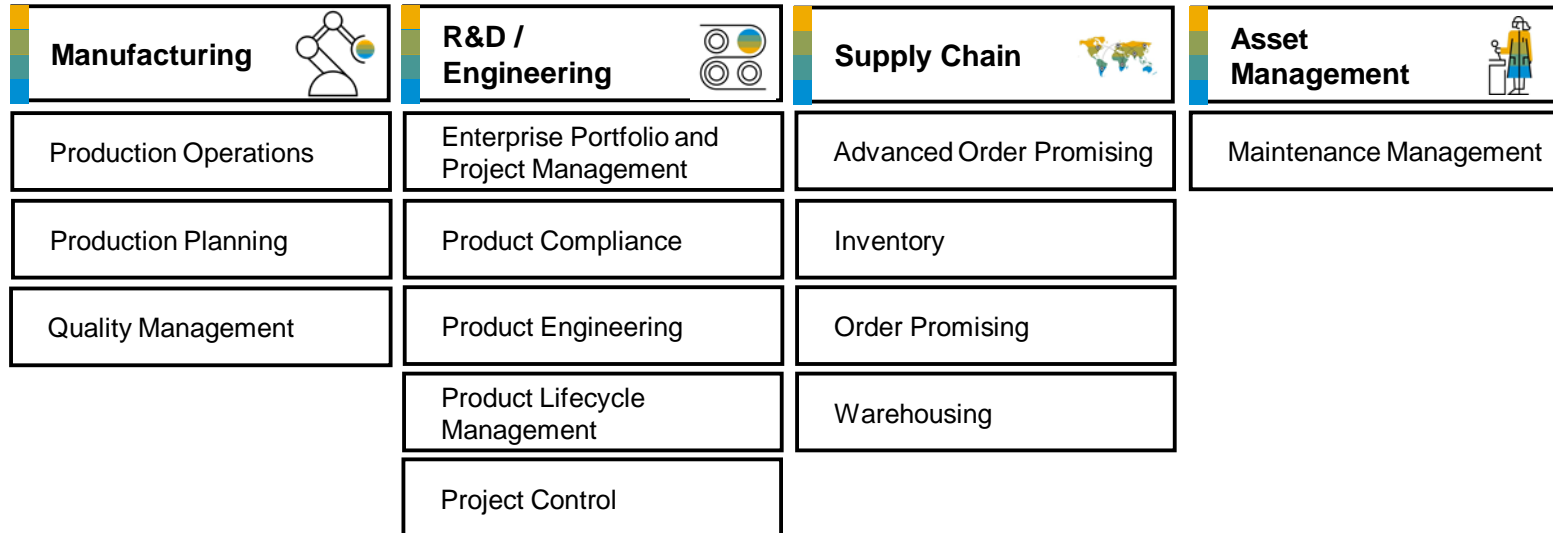 Manufacturing
Production Operations
Production Planning
Quality Management
R&D /
Engineering
Enterprise Portfolio and
Project Management
Product Compliance
Product Engineering
Product Lifecycle
Management
Project Control
Supply Chain
Advanced Order Promising
Inventory
Order Promising
Warehousing
Asset
Management
Maintenance Management